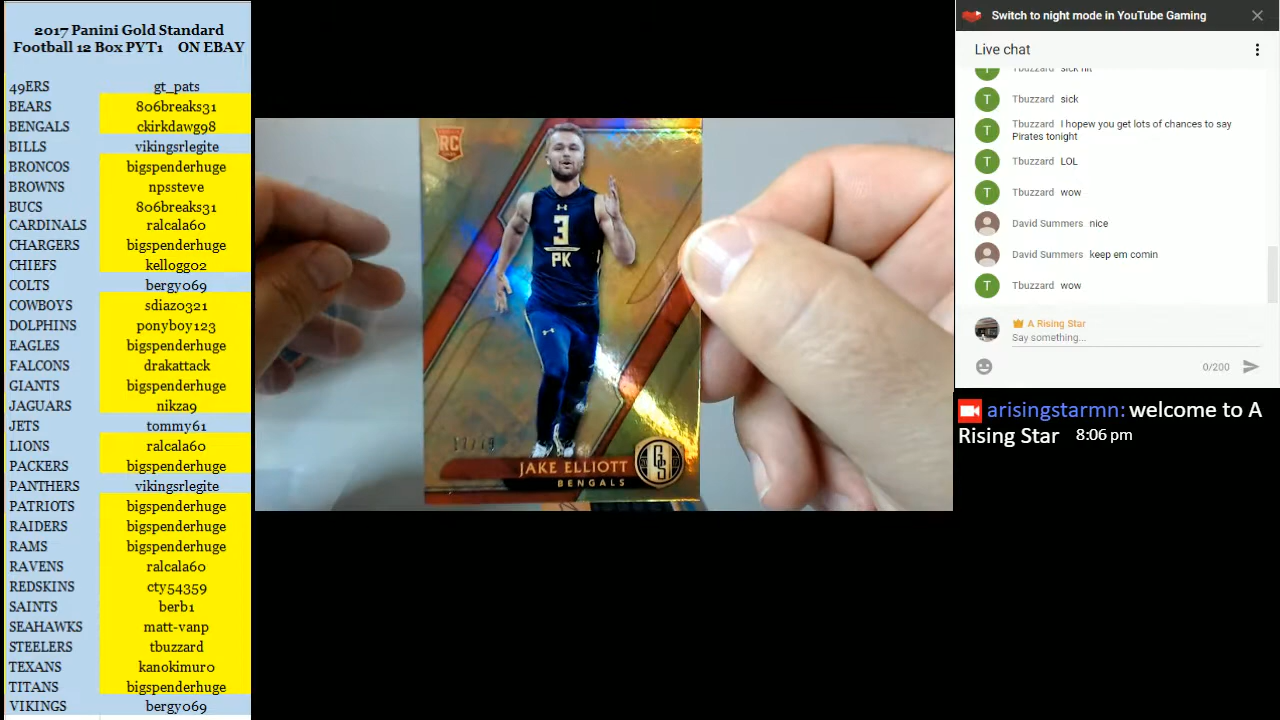 2017 Panini Gold Standard
Football 12 Box PYT1 ON EBAY
49ERS gt_pats
BEARS 806breaks31
BENGALS ckirkdawg98
BILLS vikingsrlegite
BRONCOS bigspenderhuge
BROWNS npssteve
BUCS 806breaks31
CARDINALS ralcala60
CHARGERS bigspenderhuge
CHIEFS kellogg02
COLTS bergy069
COWBOYS sdiaz0321
DOLPHINS ponyboy123
EAGLES bigspenderhuge
FALCONS drakattack
GIANTS bigspenderhuge
JAGUARS nikza9
JETS tommy61
LIONS ralcala60
PACKERS bigspenderhuge
PANTHERS vikingsrlegite
PATRIOTS bigspenderhuge
RAIDERS bigspenderhuge
RAMS bigspenderhuge
RAVENS ralcala60
REDSKINS cty54359
SAINTS berb1
SEAHAWKS matt-vanp
STEELERS tbuzzard
TEXANS kanokimuro
TITANS bigspenderhuge
VIKINGS bergy069
RC
3
PK
JAKE ELLIOTT
BENGALS
GS
Switch to night mode in YouTube Gaming
Live chat
Tbuzzard sick hit
T Tbuzzard sick
T Tbuzzard I hopew you get lots of chances to say
Pirates tonight
T Tbuzzard LOL
T Tbuzzard wow
David Summers nice
David Summers keep em comin
T Tbuzzard wow
A Rising Star
Say something...
0/200
arisingstarmn: welcome to A
Rising Star 8:06 pm